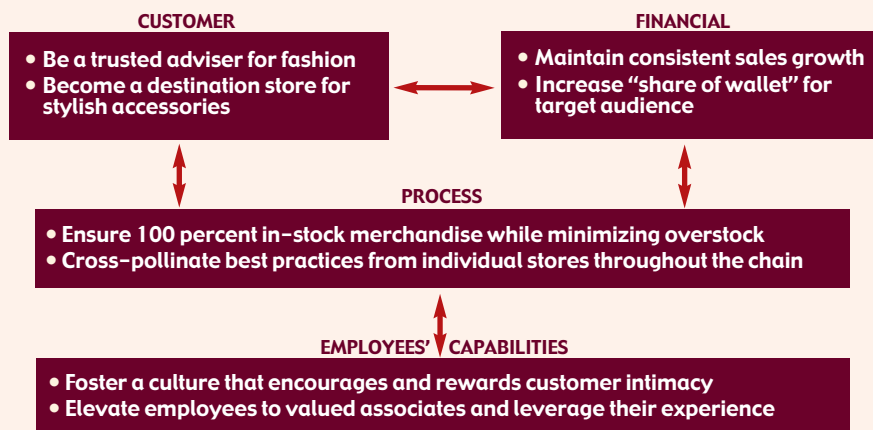 CUSTOMER
• Be a trusted adviser for fashion
• Become a destination store for
stylish accessories
FINANCIAL
• Maintain consistent sales growth
• Increase “share of wallet” for
target audience
PROCESS
• Ensure 100 percent in-stock merchandise while minimizing overstock
• Cross-pollinate best practices from individual stores throughout the chain
EMPLOYEES’ CAPABILITIES
• Foster a culture that encourages and rewards customer intimacy
• Elevate employees to valued associates and leverage their experience